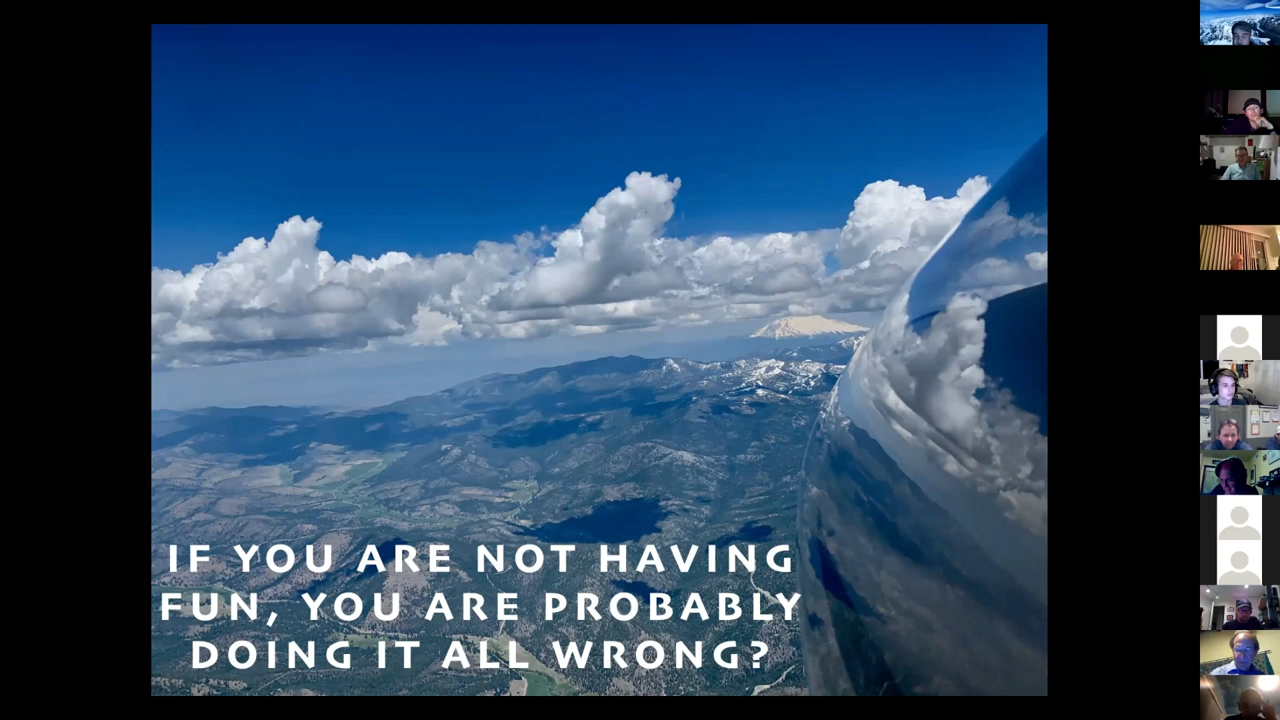 IF YOU ARE NOT HAVING
FUN, YOU ARE PROBABLY
DOING IT ALL WRONG?